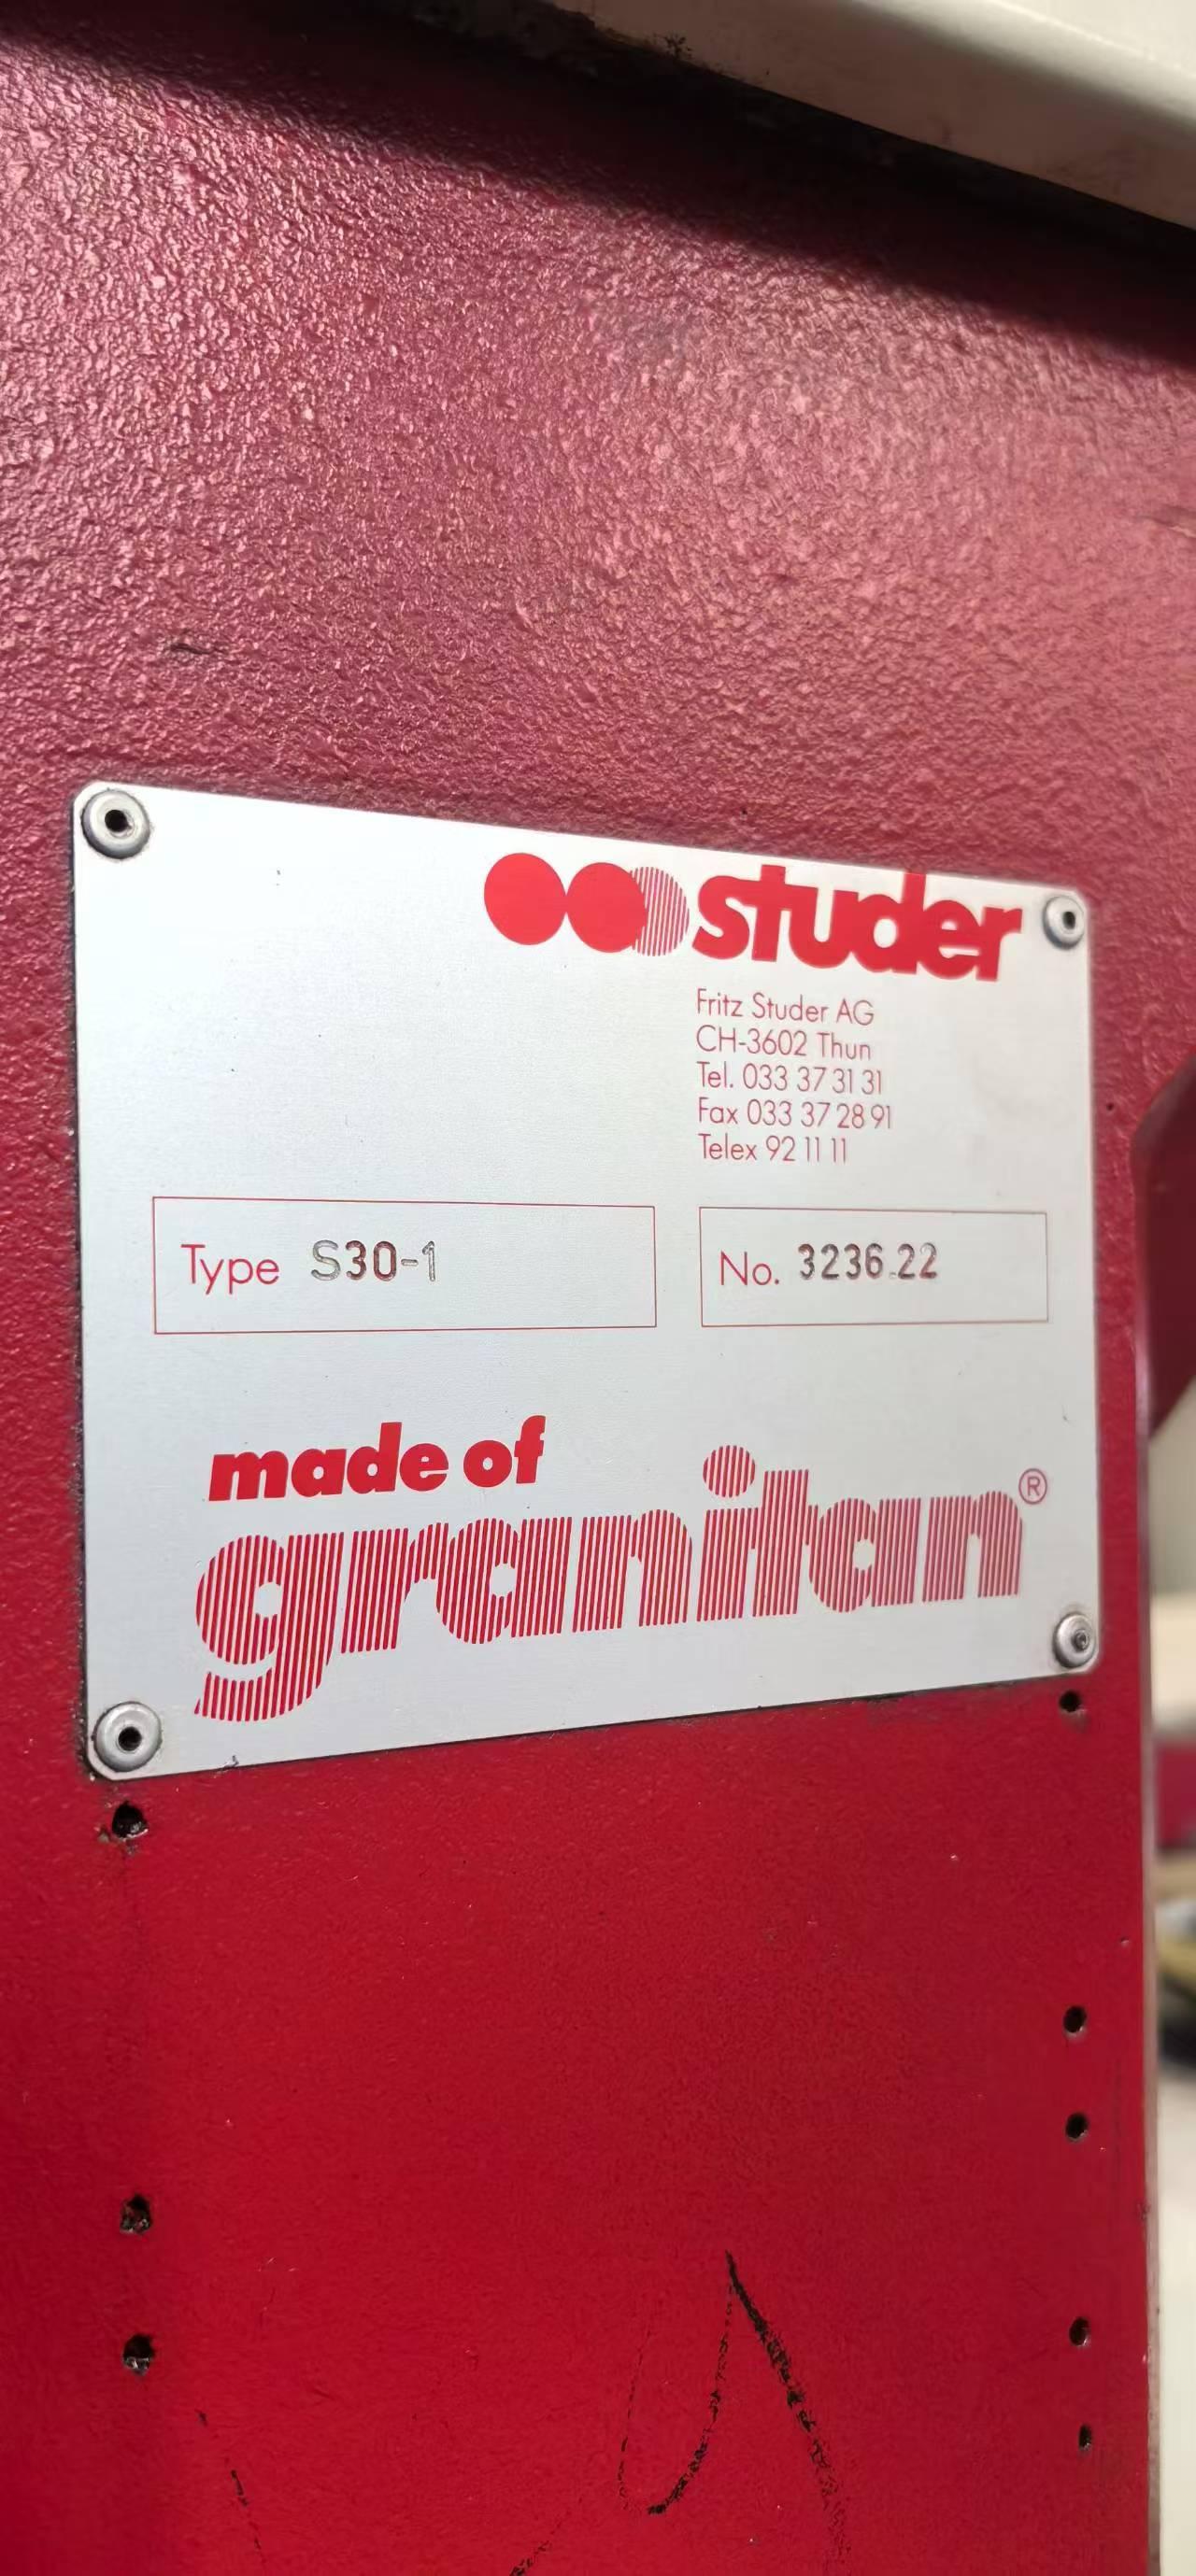 studer
Fritz Studer AG
CH-3602 Thun
Tel. 033 37 31 31
Fax 033 37 28 91
Telex 92 11 11
Type S30-1
No. 3236.22
made of
granitan®